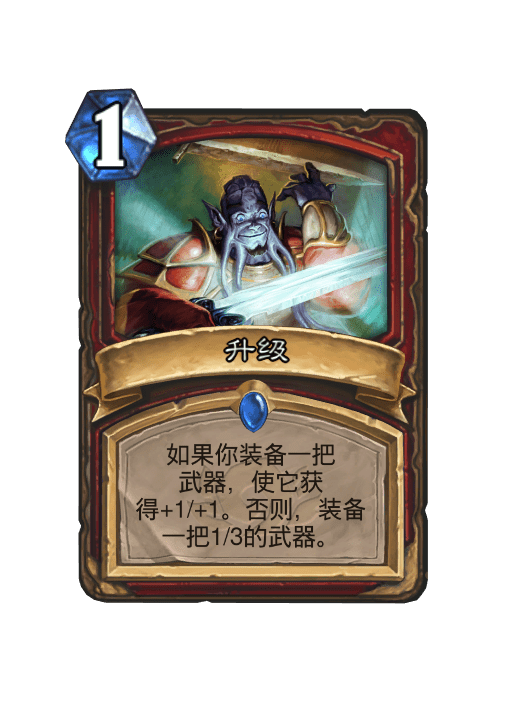 1
升级
如果你装备一把
武器，使它获
得+1/+1。否则，装备
一把1/3的武器。